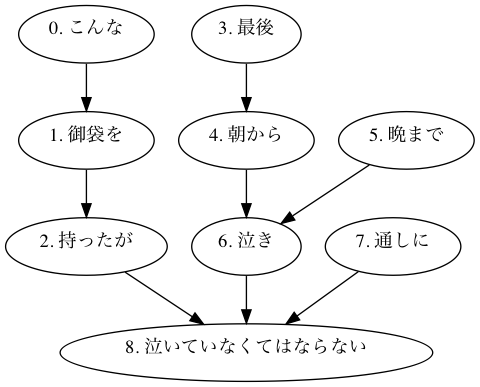 0. こんな
3. 最後
1. 御袋を
4. 朝から
5. 晩まで
2. 持ったが
6. 泣き
7. 通しに
8. 泣いていなくてはならない